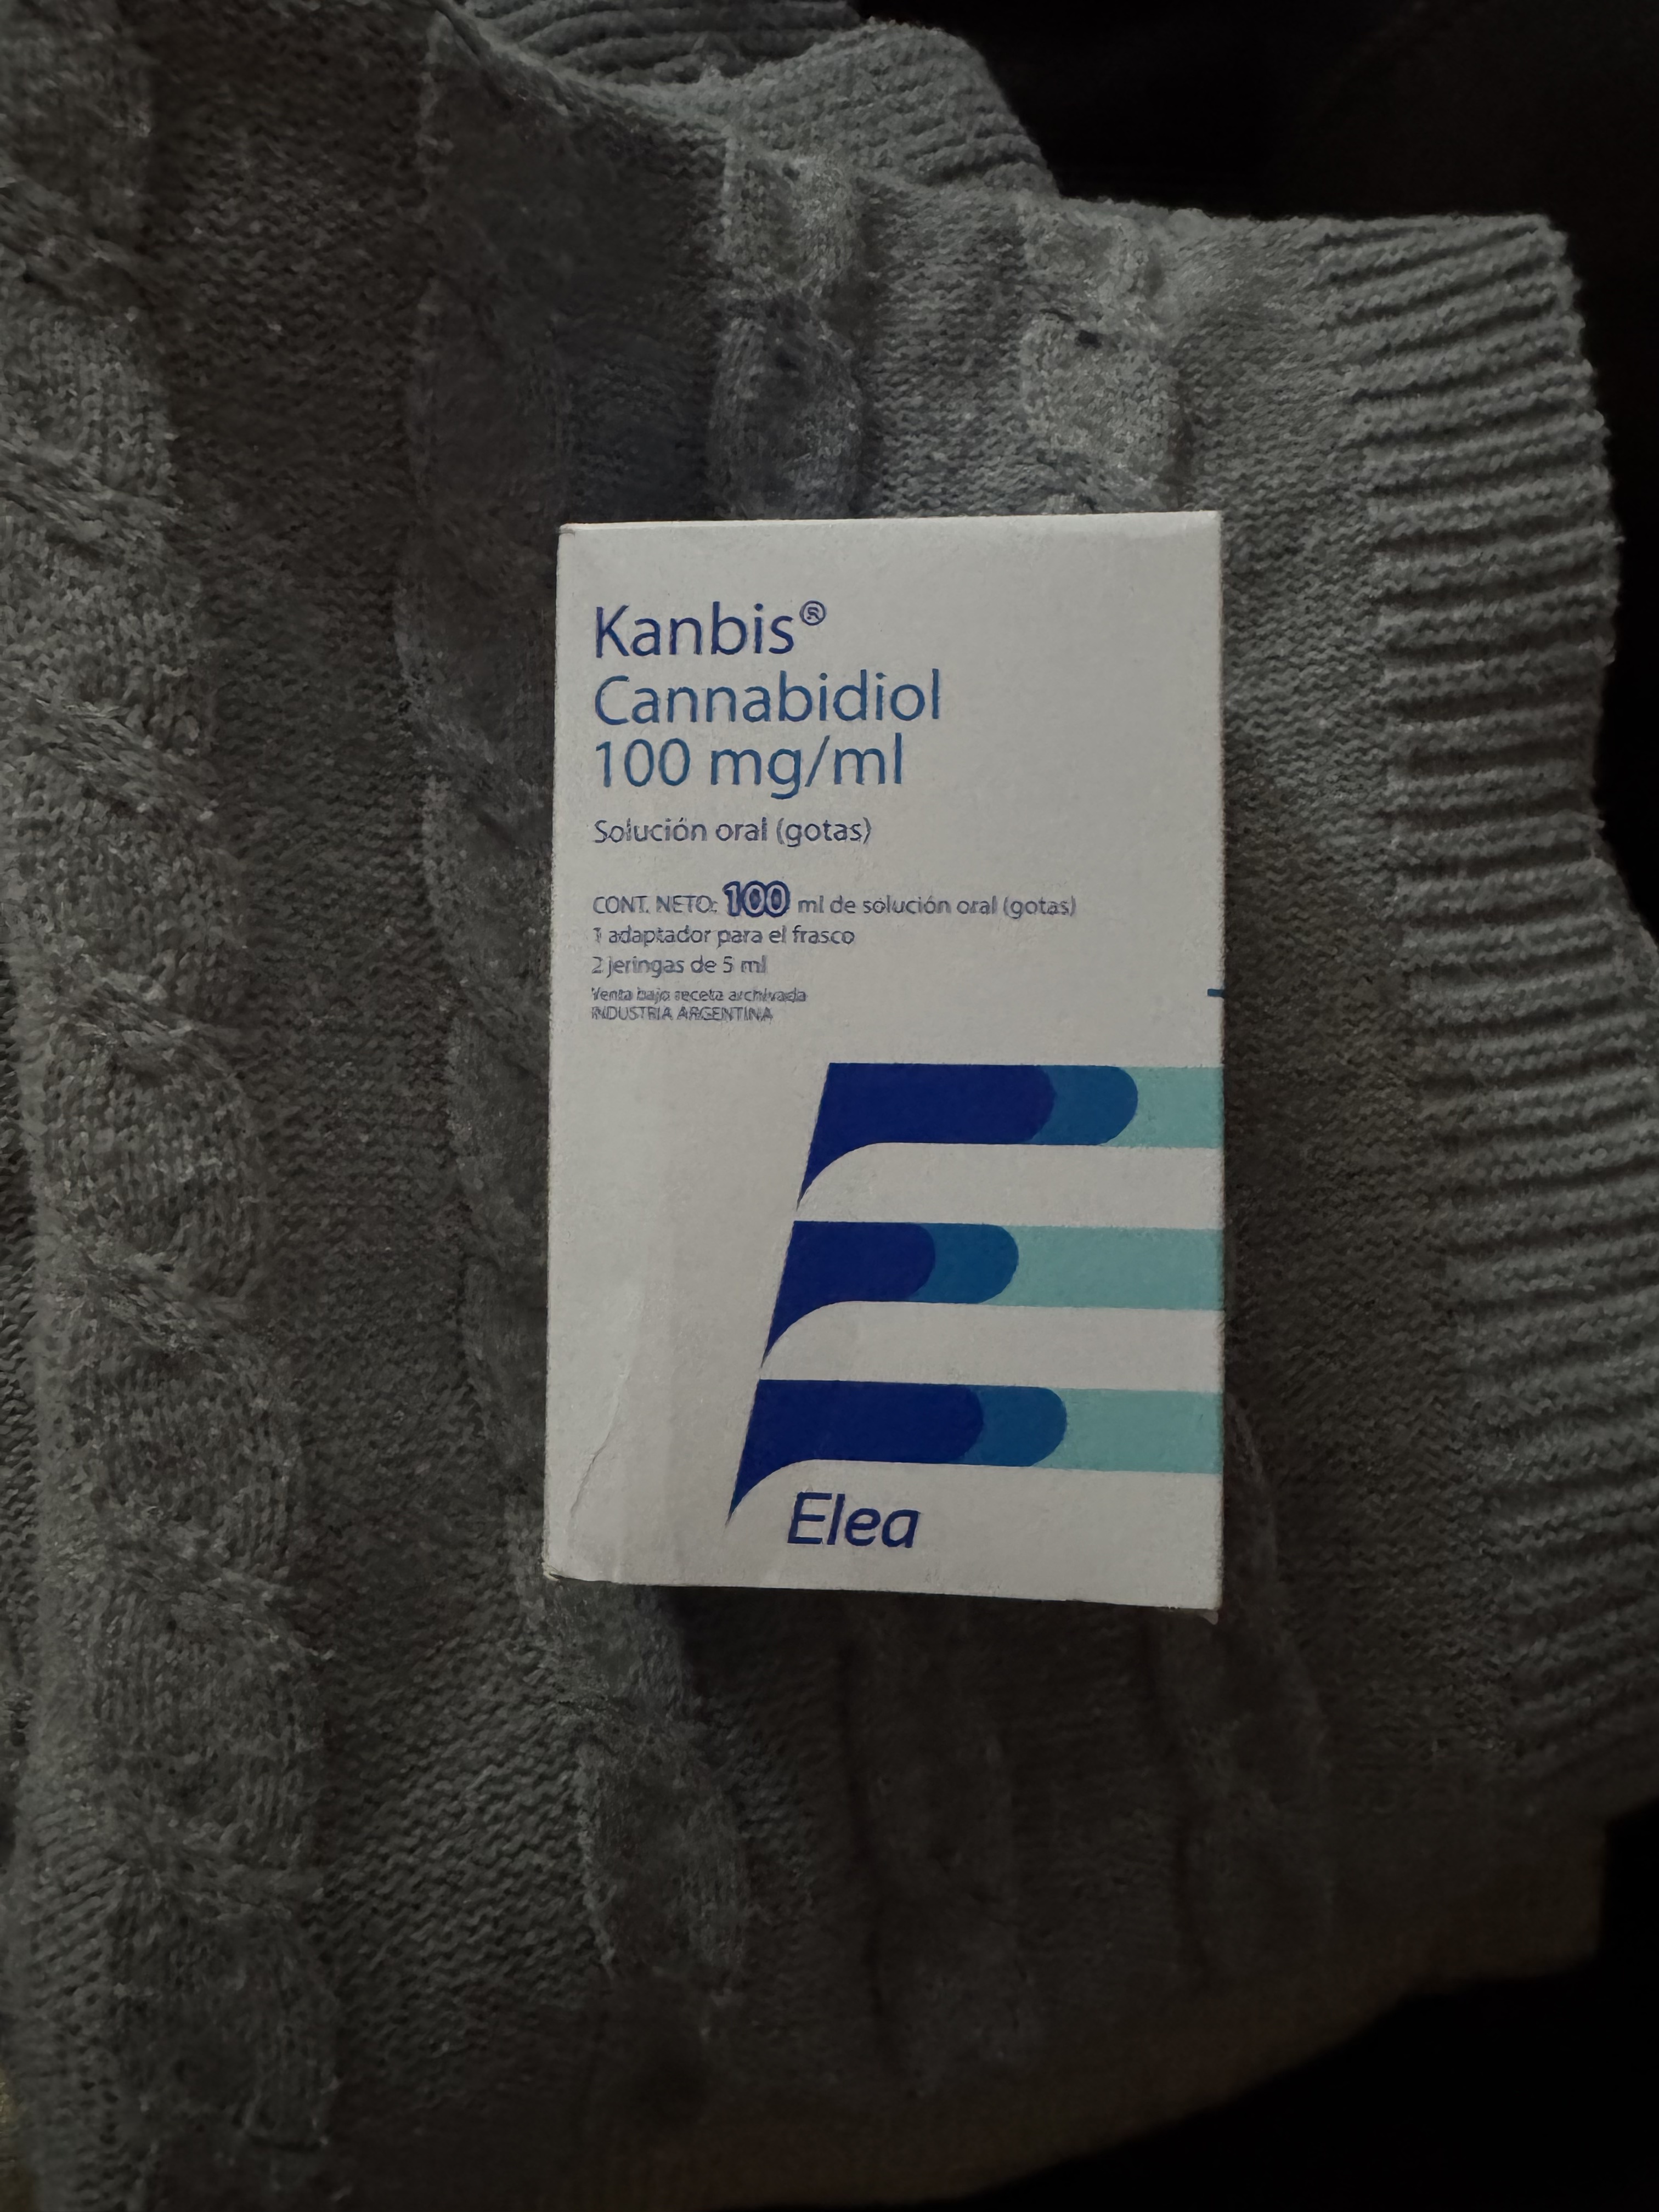 Kanbis®
Cannabidiol
100 mg/ml
Solución oral (gotas)
CONT. NETO: 100 ml de solución oral (gotas)
1 adaptador para el frasco
2 jeringas de 5 ml
Venta bajo receta archivada
INDUSTRIA ARGENTINA
Elea